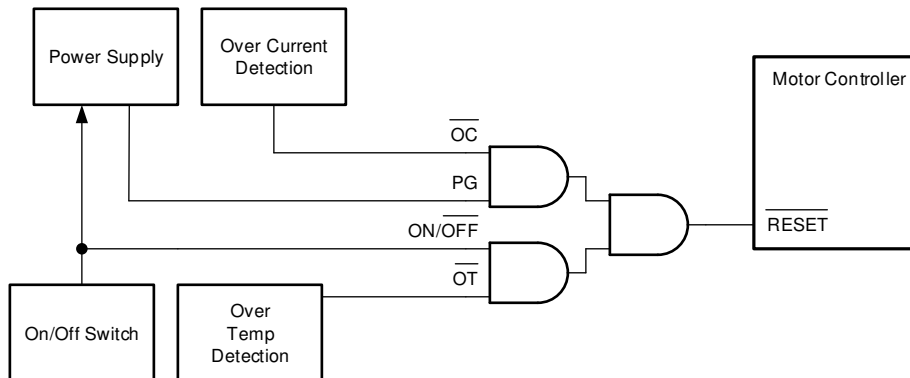 Power Supply
Over Current
Detection
Motor Controller
OC
PG
ON/OFF
OT
RESET
On/Off Switch
Over
Temp
Detection